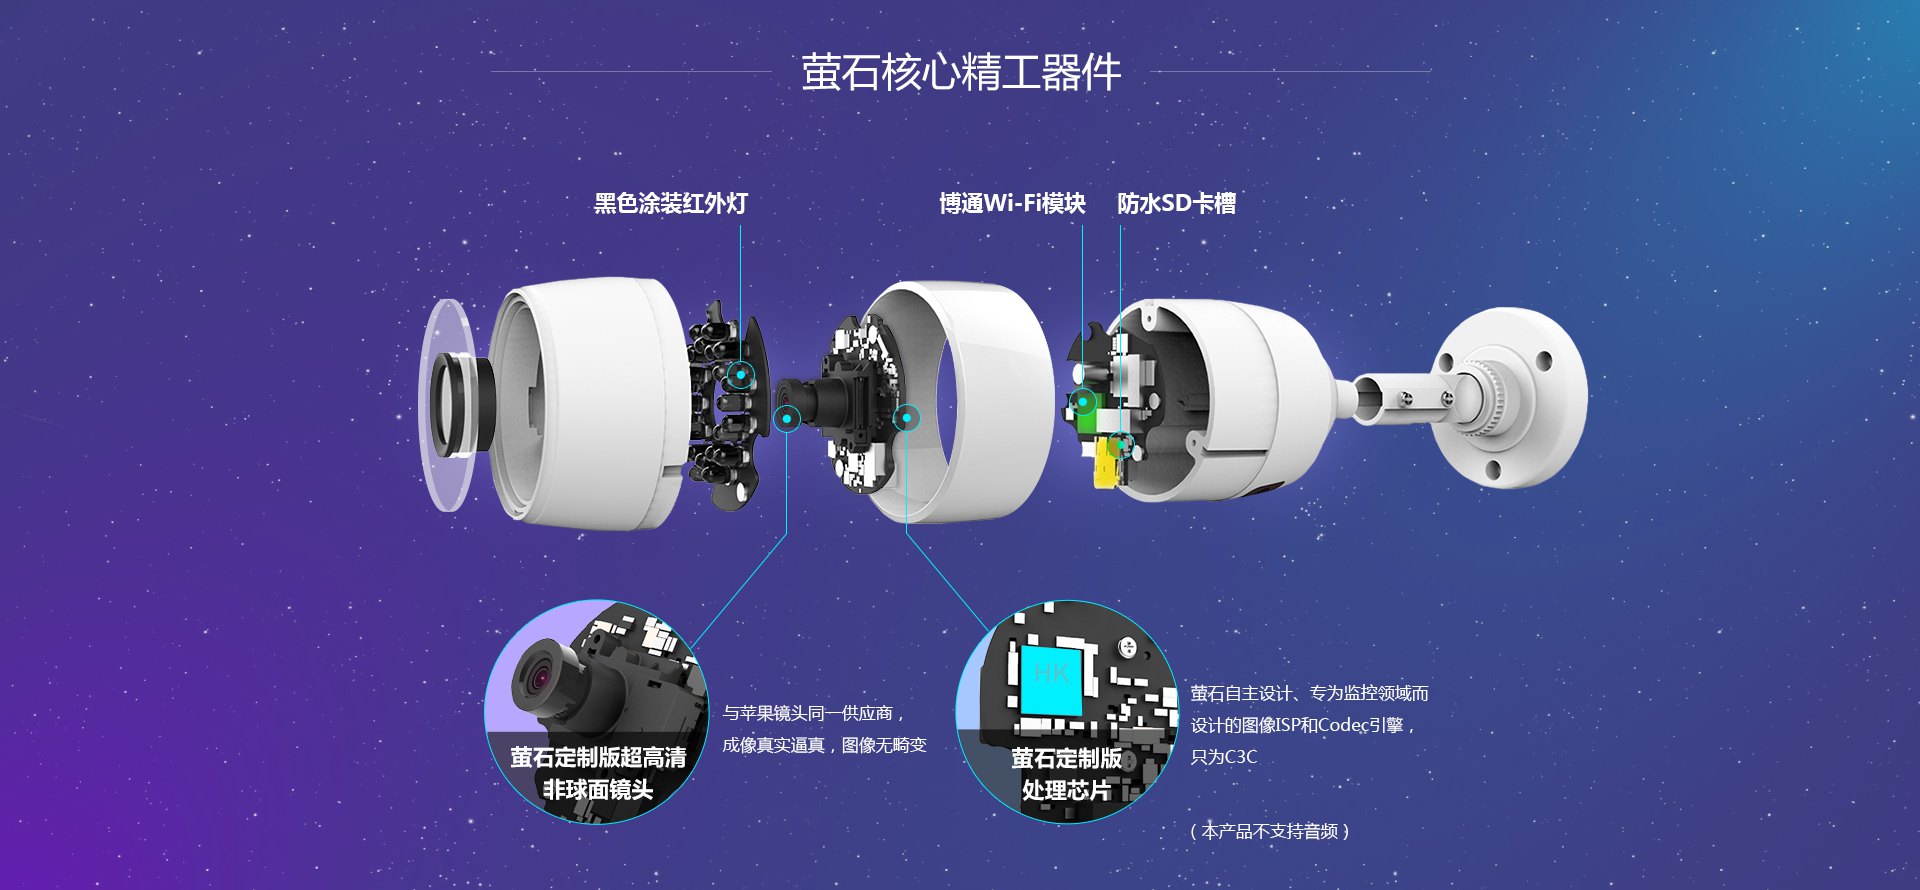 萤石核心精工器件
黑色涂装红外灯
博通Wi-Fi模块
防水SD卡槽
HK
与苹果镜头同一供应商，
成像真实逼真，图像无畸变
萤石定制版超高清
非球面镜头
萤石自主设计、专为监控领域而
设计的图像ISP和Codec引擎，
只为C3C
萤石定制版
处理芯片
（本产品不支持音频）